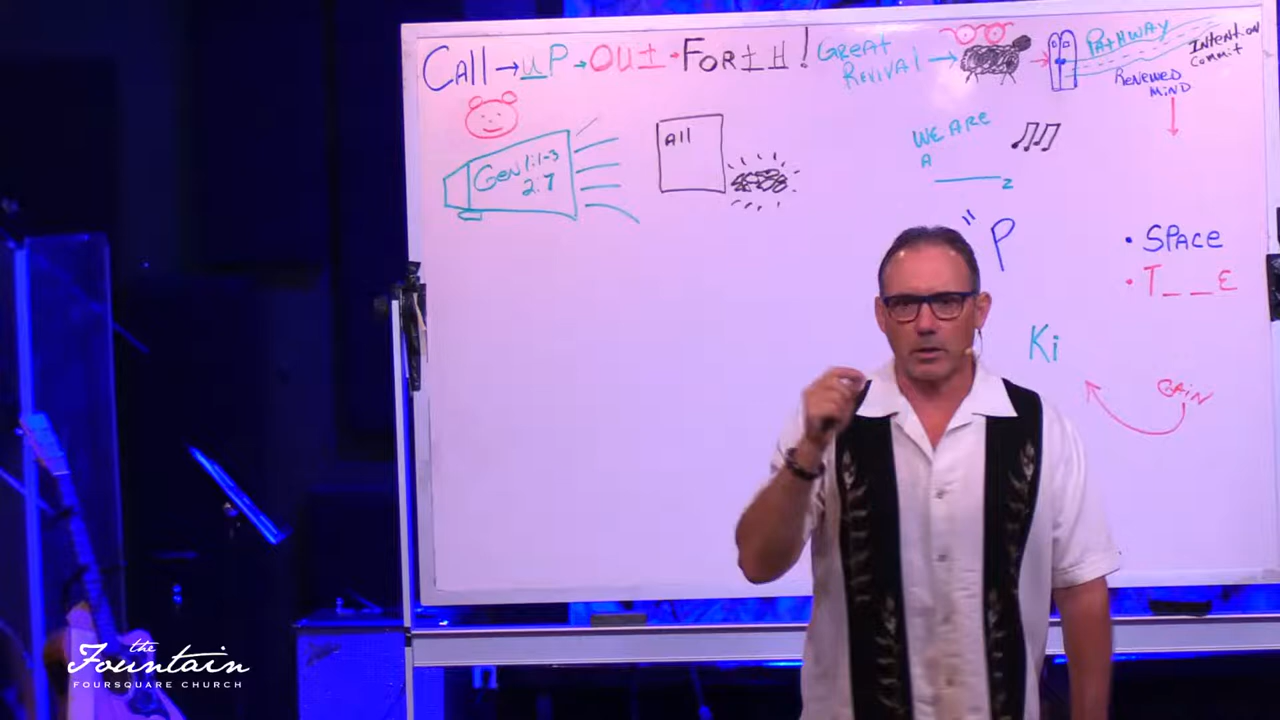 CAll → uP → OUt · FORtH!
GREAT
REVIVAl →
PAthWAY
INtENtION
COMMit
RENEWED
MiND
All
GEN 1:1-3
2:7
WE ARE
A
z
" P
• SPACE
• T _ _ E
Ki
GAiN
the
Fountain
FOURSQUARE CHURCH